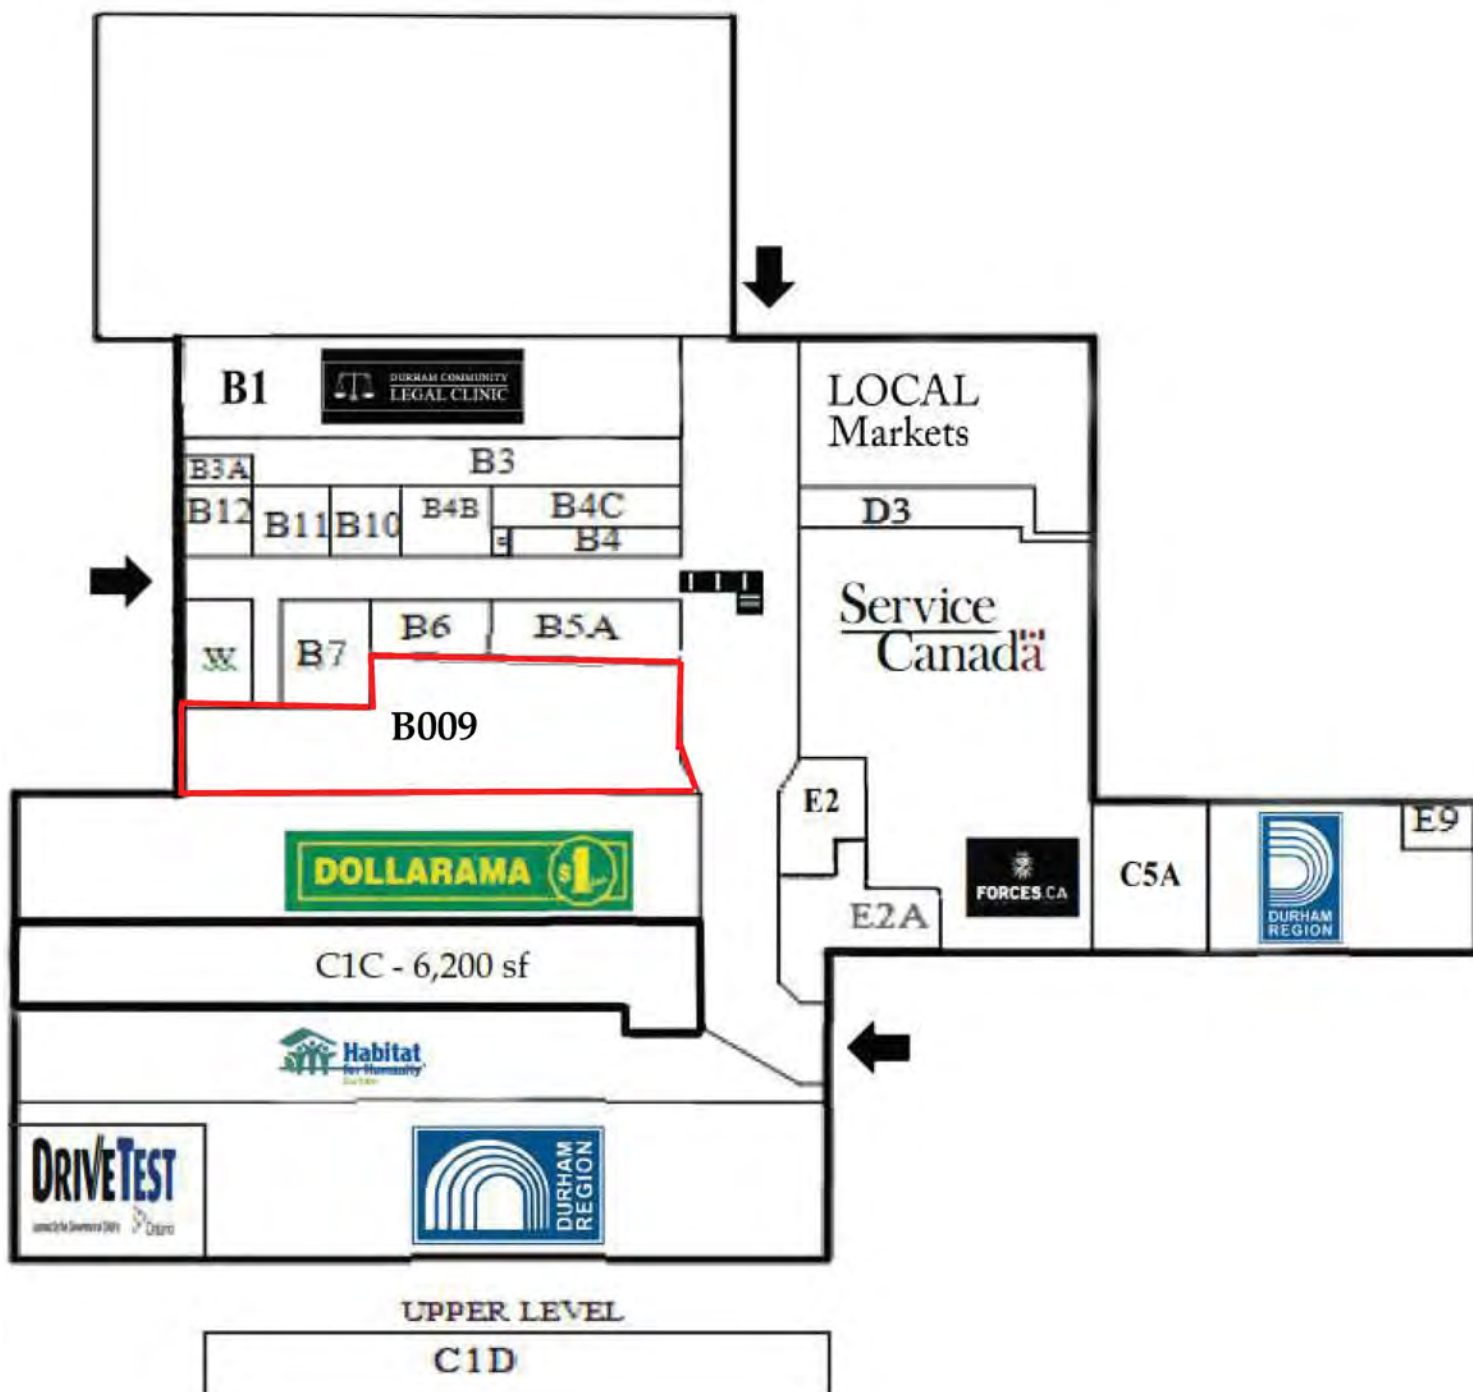 B1
DURHAM COMMUNITY
LEGAL CLINIC
LOCAL
Markets
B3
B3A
B12
B11
B10
B4B
B4C
B4
D3
Service
Canada
W
B7
B6
B5A
B009
E2
E9
DOLLARAMA $1
FORCES.CA
C5A
DURHAM
REGION
E2A
C1C - 6,200 sf
Habitat
for Humanity
DRIVETEST
Ontario
DURHAM
REGION
UPPER LEVEL
C1D